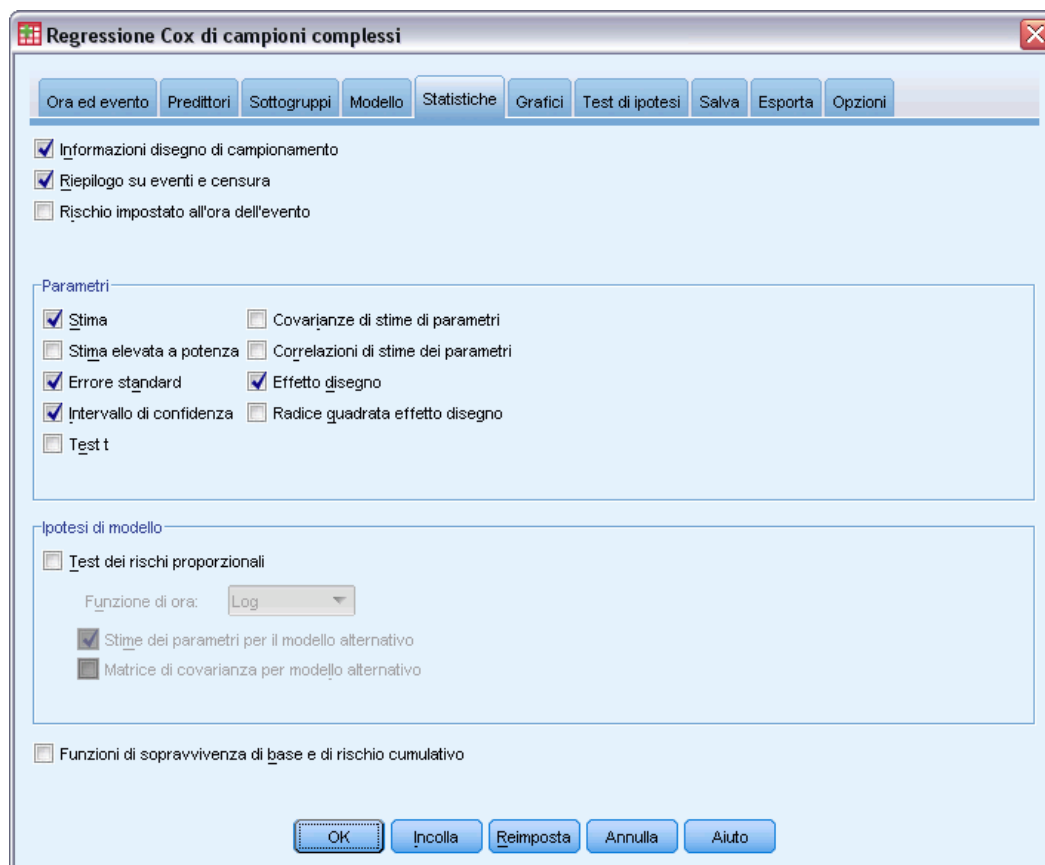 Regressione Cox di campioni complessi
Ora ed evento Predittori Sottogruppi Modello Statistiche Grafici Test di ipotesi Salva Esporta Opzioni
Informazioni disegno di campionamento
Riepilogo su eventi e censura
Rischio impostato all'ora dell'evento
Parametri
Stima Covarianze di stime di parametri
Stima elevata a potenza Correlazioni di stime dei parametri
Errore standard Effetto disegno
Intervallo di confidenza Radice quadrata effetto disegno
Test t
Ipotesi di modello
Test dei rischi proporzionali
Funzione di ora: Log
Stime dei parametri per il modello alternativo
Matrice di covarianza per modello alternativo
Funzioni di sopravvivenza di base e di rischio cumulativo
OK Incolla Reimposta Annulla Aiuto